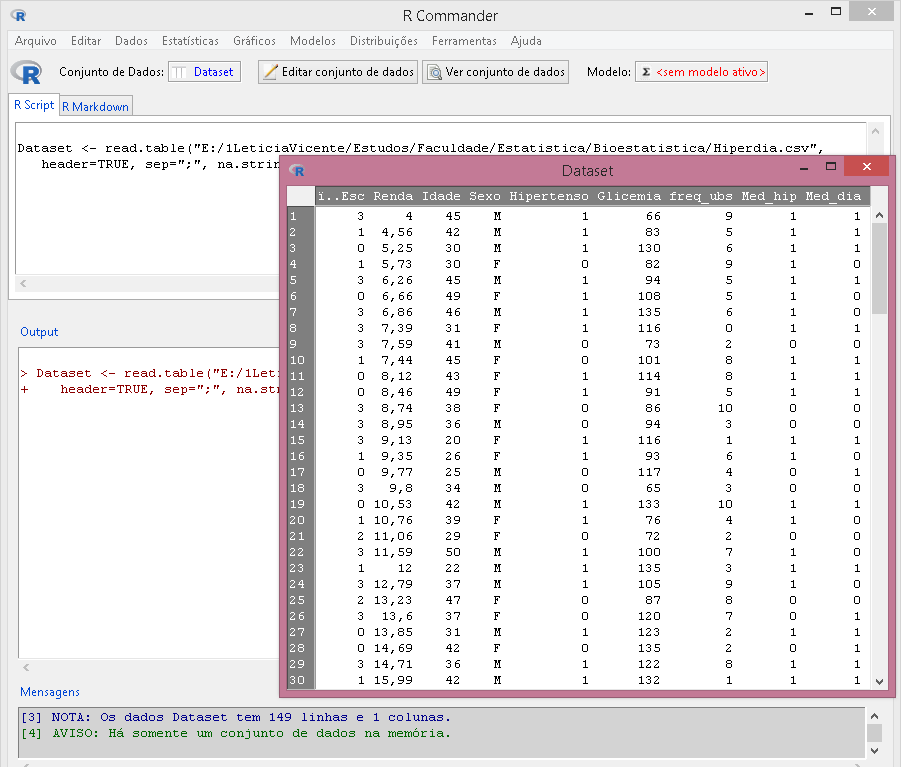 R Commander
Arquivo Editar Dados Estatísticas Gráficos Modelos Distribuições Ferramentas Ajuda
R Conjunto de Dados: Dataset Editar conjunto de dados Ver conjunto de dados Modelo: Σ <sem modelo ativo>
R Script R Markdown
Dataset <- read.table("E:/1LeticiaVicente/Estudos/Faculdade/Estatistica/Bioestatistica/Hiperdia.csv",
header=TRUE, sep=";", na.strin
Output
> Dataset <- read.table("E:/1Leti
+ header=TRUE, sep=";", na.str
Dataset
ï..Esc Renda Idade Sexo Hipertenso Glicemia freq_ubs Med_hip Med_dia
1 3 4 45 M 1 66 9 1 1
2 1 4,56 42 M 1 83 5 1 1
3 0 5,25 30 M 1 130 6 1 1
4 1 5,73 30 F 0 82 9 1 0
5 3 6,26 45 M 1 94 5 1 1
6 0 6,66 49 F 1 108 5 1 0
7 3 6,86 46 M 1 135 6 1 0
8 3 7,39 31 F 1 116 0 1 1
9 3 7,59 41 M 0 73 2 0 0
10 1 7,44 45 F 0 101 8 1 1
11 0 8,12 43 F 1 114 8 1 1
12 0 8,46 49 F 1 91 5 1 1
13 3 8,74 38 F 0 86 10 0 0
14 3 8,95 36 M 0 94 3 0 0
15 3 9,13 20 F 1 116 1 1 1
16 1 9,35 26 F 1 93 6 1 0
17 0 9,77 25 M 0 117 4 0 1
18 3 9,8 34 M 0 65 3 0 0
19 0 10,53 42 M 1 133 10 1 1
20 1 10,76 39 F 1 76 4 1 0
21 2 11,06 29 F 0 72 2 0 0
22 3 11,59 50 M 1 100 7 1 0
23 1 12 22 M 1 135 3 1 1
24 3 12,79 37 M 1 105 9 1 0
25 2 13,23 47 F 0 87 8 0 0
26 3 13,6 37 F 0 120 7 0 1
27 0 13,85 31 M 1 123 2 1 1
28 0 14,69 42 F 0 135 2 0 1
29 3 14,71 36 M 1 122 8 1 1
30 1 15,99 42 M 1 132 1 1 1
Mensagens
[3] NOTA: Os dados Dataset tem 149 linhas e 1 colunas.
[4] AVISO: Há somente um conjunto de dados na memória.